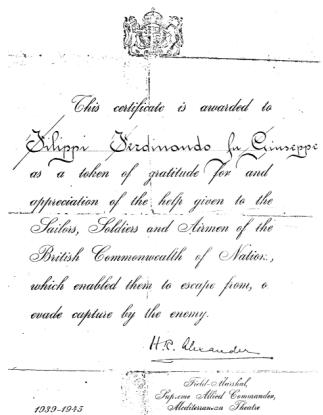 This certificate is awarded to
Filippi Ferdinando fu Giuseppe
as a token of gratitude for and
appreciation of the help given to the
Sailors, Soldiers and Airmen of the
British Commonwealth of Nations,
which enabled them to escape from, o
evade capture by the enemy.
H.R. Alexander
Field-Marshal,
Supreme Allied Commander,
1939-1945 Mediterranean Theatre